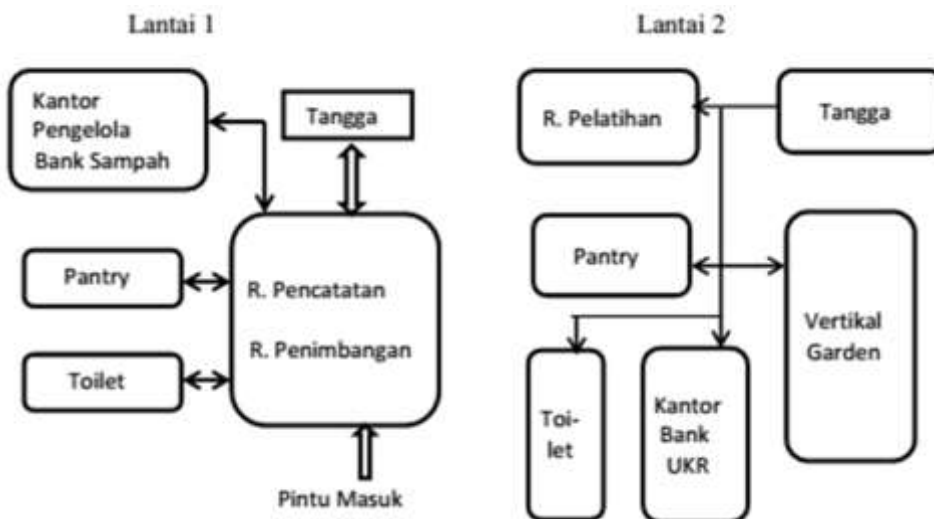 Lantai 1
Kantor
Pengelola
Bank Sampah
Tangga
Pantry
R. Pencatatan
R. Penimbangan
Toilet
Pintu Masuk
Lantai 2
R. Pelatihan
Tangga
Pantry
Vertikal
Garden
Toi-
let
Kantor
Bank
UKR